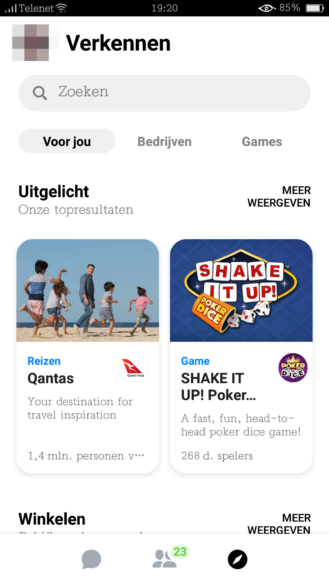 Telenet 19:20 85%
Verkennen
Zoeken
Voor jou Bedrijven Games
Uitgelicht MEER
Onze topresultaten WEERGEVEN
SHAKE
IT UP!
POKER
DICE
Reizen
Qantas
QANTAS
Your destination for
travel inspiration
1,4 mln. personen v···
Game
POKER
DICE
SHAKE IT
UP! Poker...
A fast, fun, head-to-
head poker dice game!
268 d. spelers
Winkelen MEER
WEERGEVEN
23